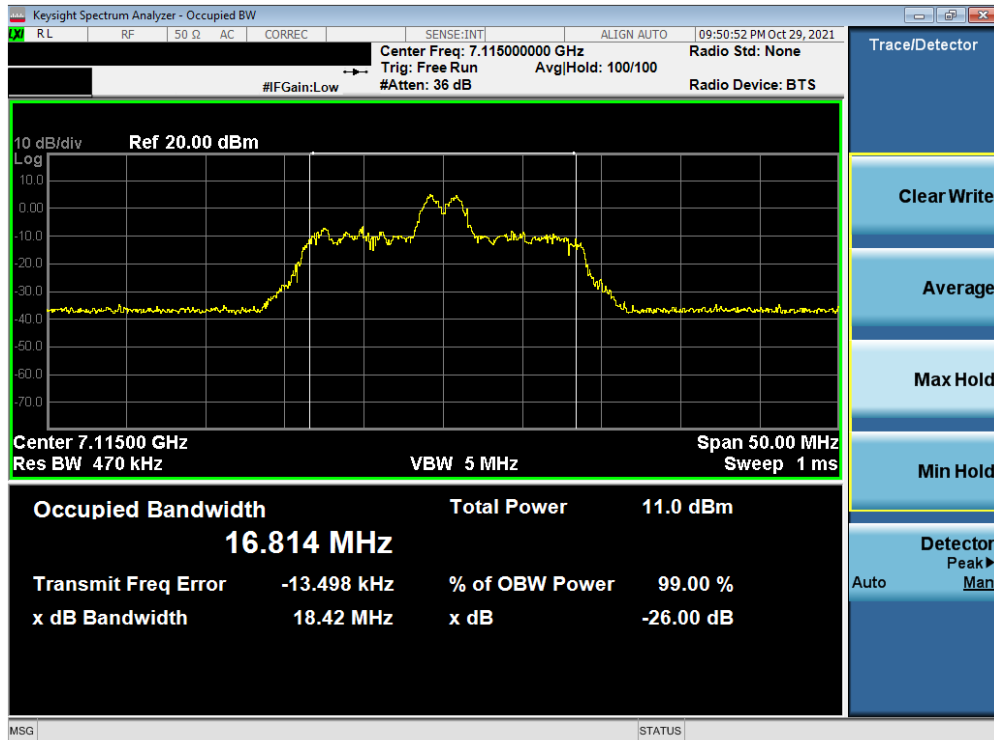 Keysight Spectrum Analyzer - Occupied BW
LXI RL RF 50 Ω AC CORREC SENSE:INT ALIGN AUTO 09:50:52 PM Oct 29, 2021
Center Freq: 7.115000000 GHz Radio Std: None
Trig: Free Run Avg|Hold: 100/100
#IFGain:Low #Atten: 36 dB Radio Device: BTS
Trace/Detector
10 dB/div Ref 20.00 dBm
Log
10.0
0.00
-10.0
-20.0
-30.0
-40.0
-50.0
-60.0
-70.0
Center 7.11500 GHz Span 50.00 MHz
Res BW 470 kHz VBW 5 MHz Sweep 1 ms
Occupied Bandwidth Total Power 11.0 dBm
16.814 MHz
Transmit Freq Error -13.498 kHz % of OBW Power 99.00 %
x dB Bandwidth 18.42 MHz x dB -26.00 dB
Clear Write
Average
Max Hold
Min Hold
Detector
Peak▶
Auto Man
MSG STATUS